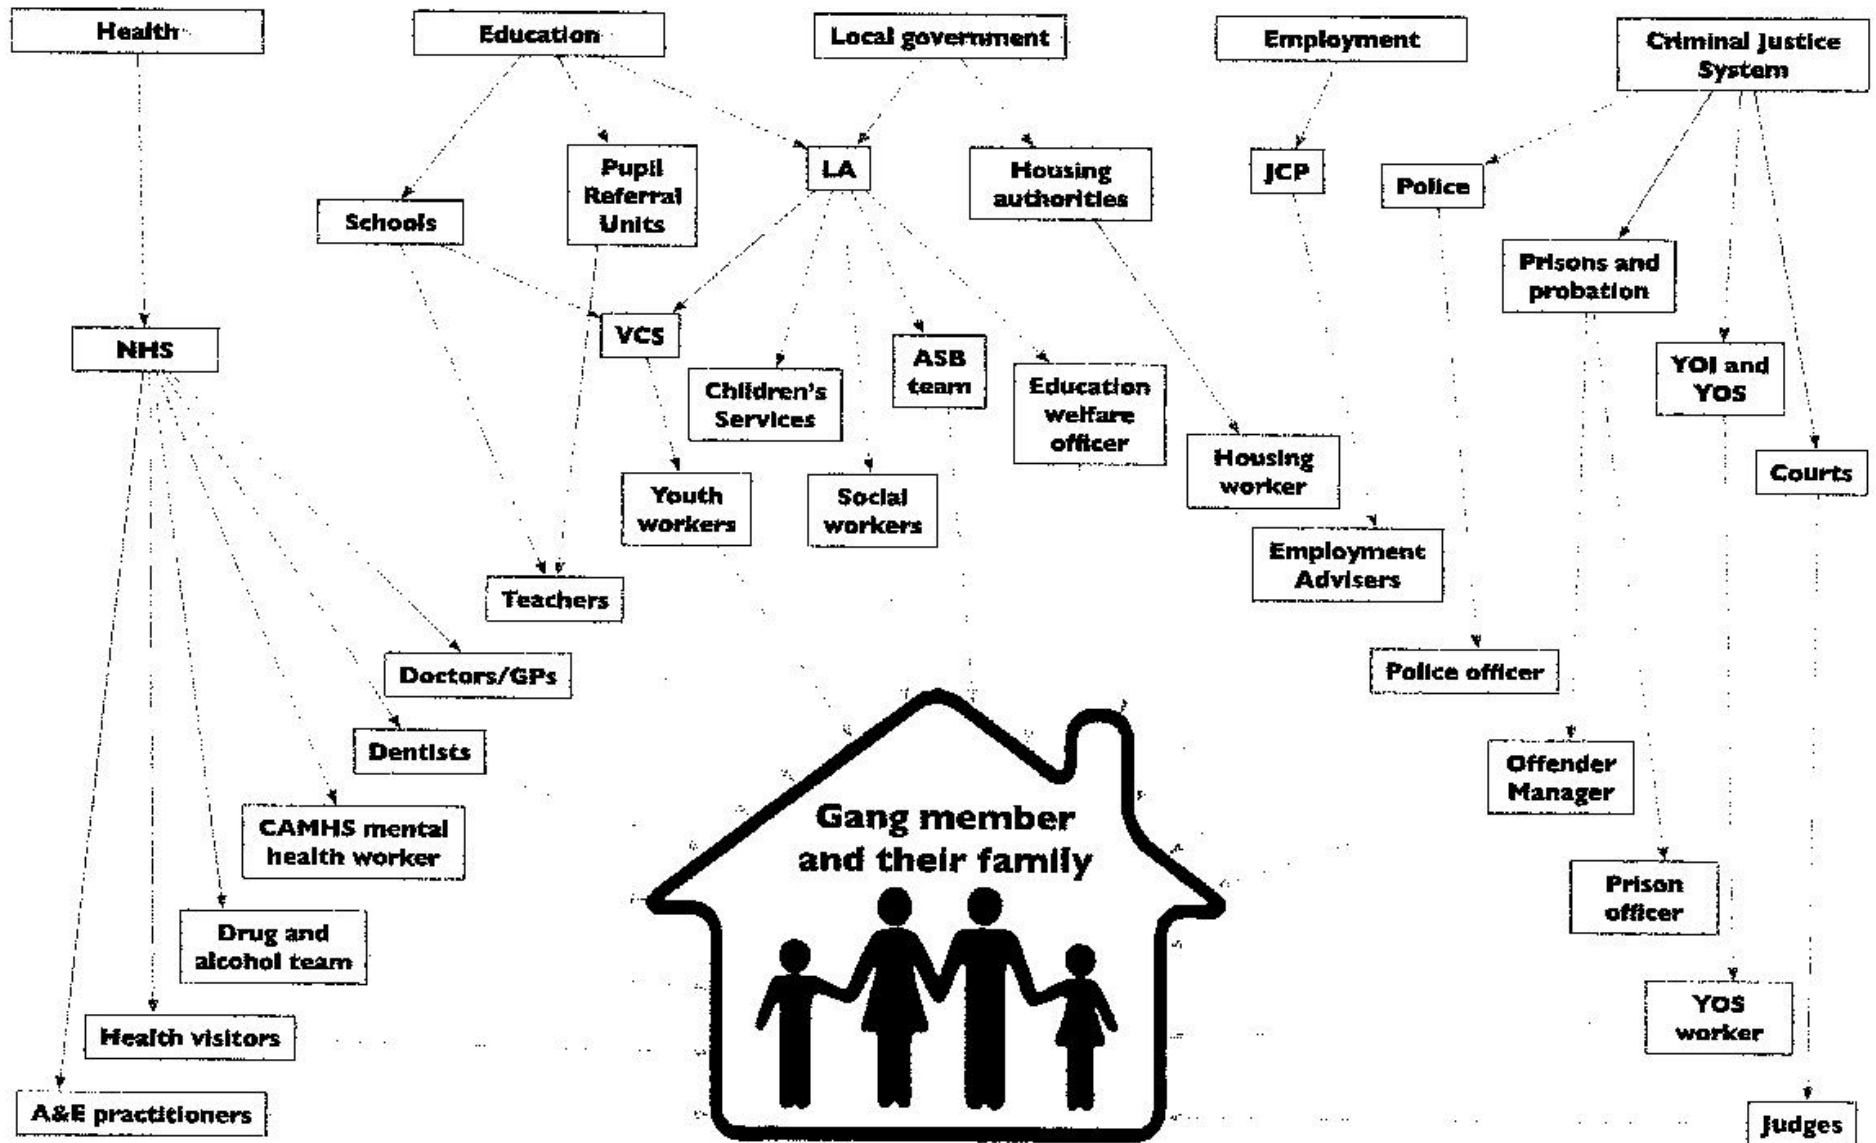 Health
Education
Local government
Employment
Criminal Justice
System
Pupil
Referral
Units
LA
Housing
authorities
JCP
Police
Schools
Prisons and
probation
NHS
VCS
Children's
Services
ASB
team
Education
welfare
officer
YOI and
YOS
Housing
worker
Courts
Youth
workers
Social
workers
Employment
Advisers
Teachers
Doctors/GPs
Police officer
Dentists
Offender
Manager
CAMHS mental
health worker
Gang member
and their family
Prison
officer
Drug and
alcohol team
Health visitors
YOS
worker
A&E practitioners
Judges